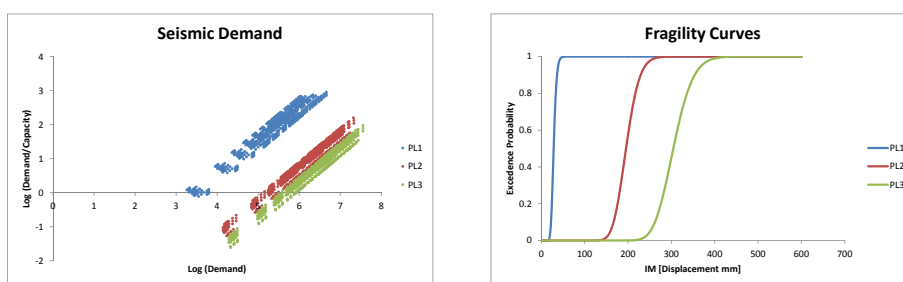 Seismic Demand
4
3
2
1
0
-1
-2
0 1 2 3 4 5 6 7 8
Log (Demand/Capacity)
Log (Demand)
PL1
PL2
PL3
Fragility Curves
1
0.8
0.6
0.4
0.2
0
0 100 200 300 400 500 600 700
Excedence Probability
IM [Displacement mm]
PL1
PL2
PL3